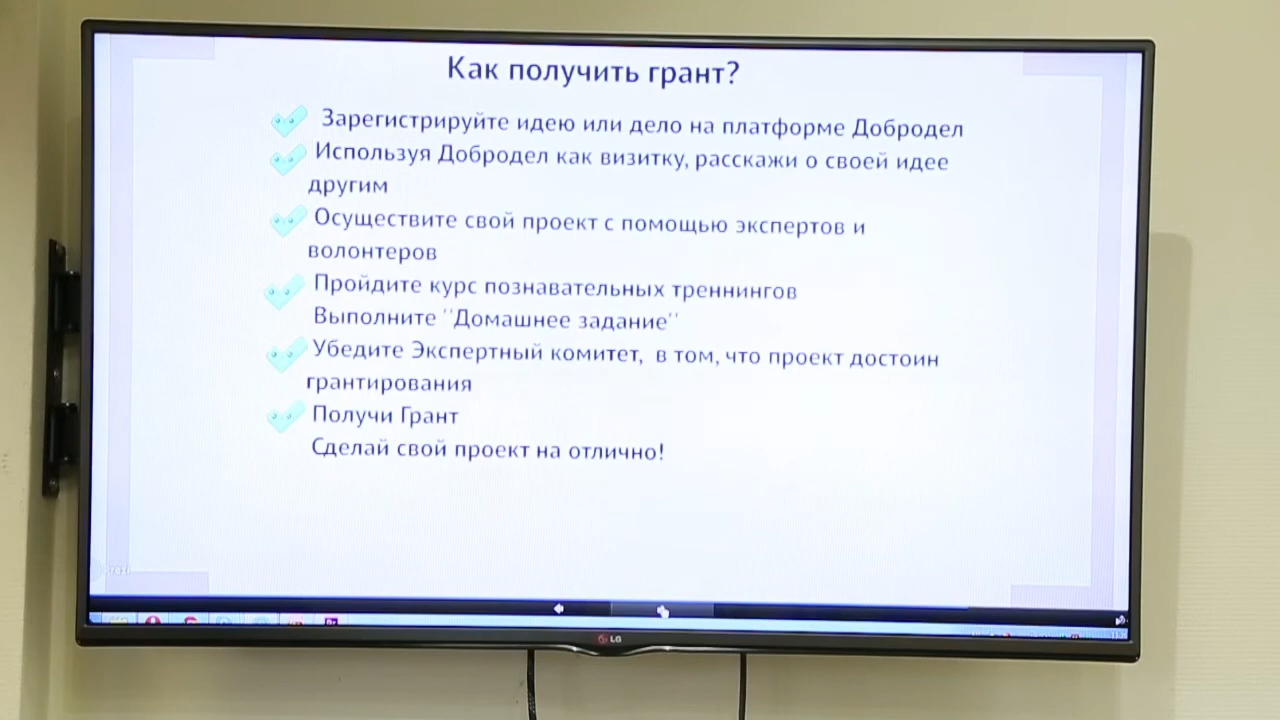 Как получить грант?
Зарегистрируйте идею или дело на платформе Добродел
Используя Добродел как визитку, расскажи о своей идее
другим
Осуществите свой проект с помощью экспертов и
волонтеров
Пройдите курс познавательных треннингов
Выполните ''Домашнее задание''
Убедите Экспертный комитет, в том, что проект достоин
грантирования
Получи Грант
Сделай свой проект на отлично!
LG